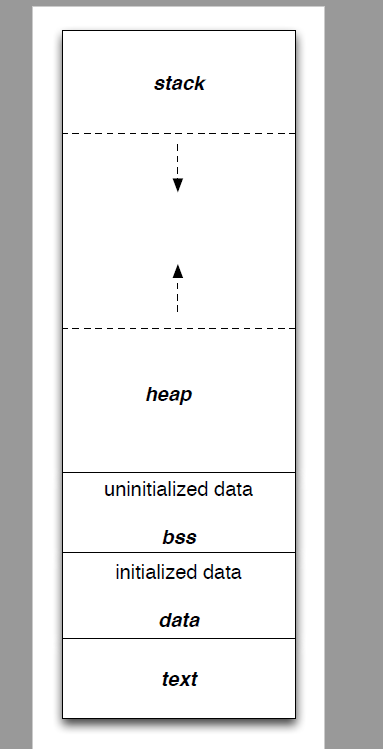 stack
heap
uninitialized data
bss
initialized data
data
text